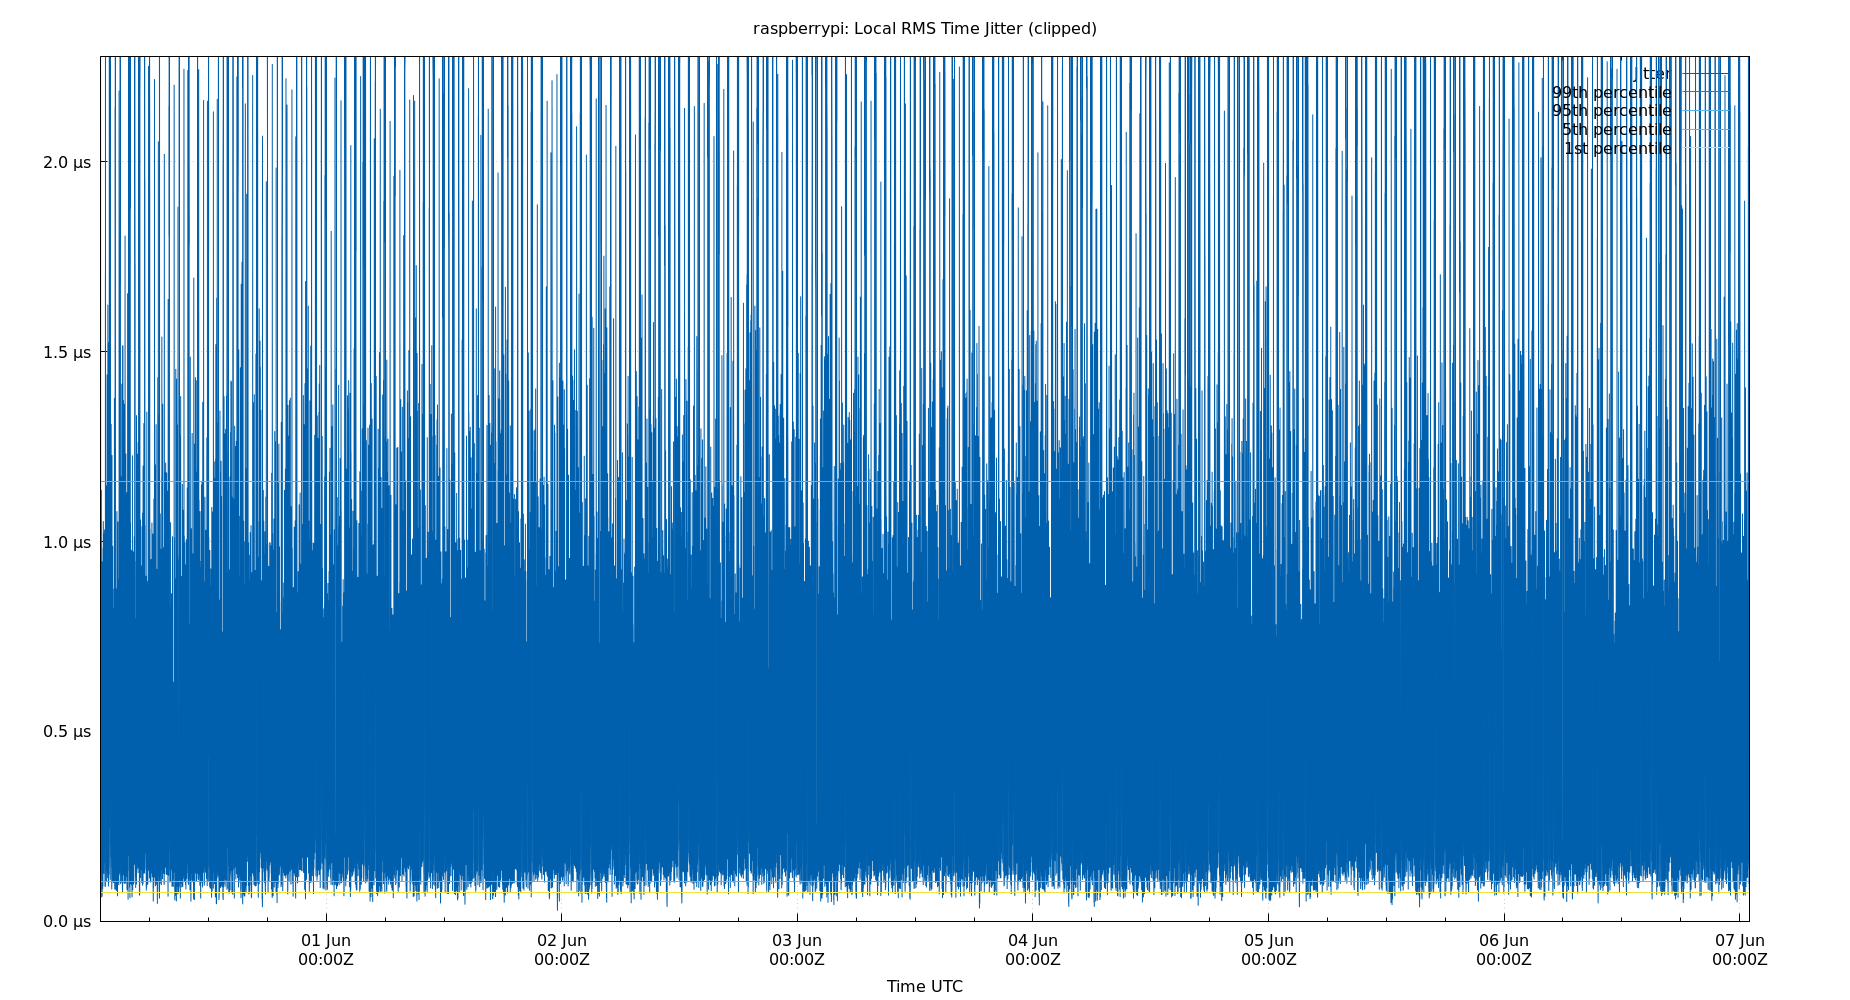 raspberrypi: Local RMS Time Jitter (clipped)
jitter
99th percentile
95th percentile
5th percentile
1st percentile
2.0 µs
1.5 µs
1.0 µs
0.5 µs
0.0 µs
01 Jun 02 Jun 03 Jun 04 Jun 05 Jun 06 Jun 07 Jun
00:00Z 00:00Z 00:00Z 00:00Z 00:00Z 00:00Z 00:00Z
Time UTC